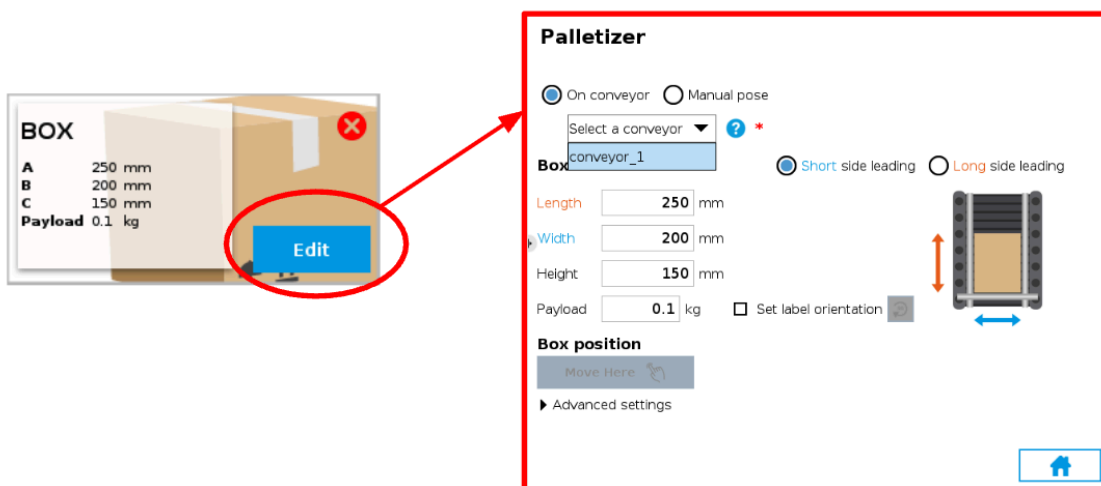 BOX
A 250 mm
B 200 mm
C 150 mm
Payload 0.1 kg
Edit
Palletizer
On conveyor Manual pose
Select a conveyor ? *
conveyor_1
Box Short side leading Long side leading
Length 250 mm
Width 200 mm
Height 150 mm
Payload 0.1 kg Set label orientation
Box position
Move Here
Advanced settings